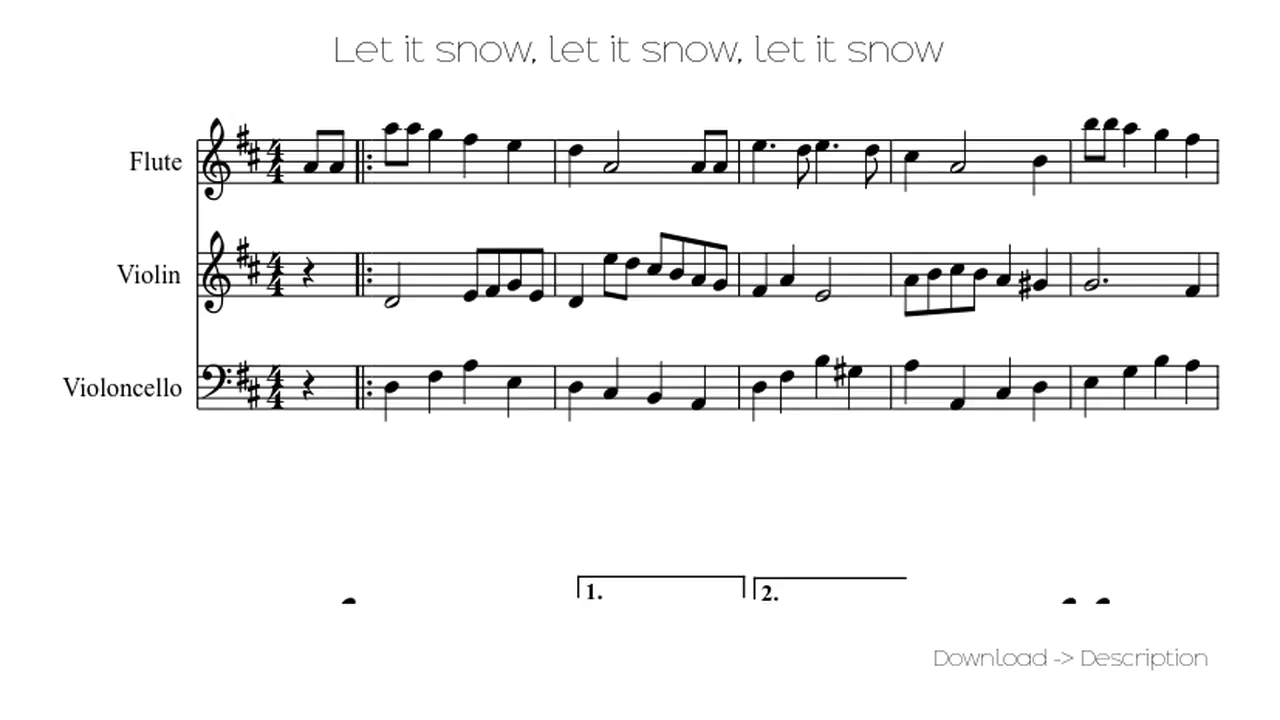 Let it snow, let it snow, let it snow
Flute
Violin
Violoncello
1.
2.
Download -> Description